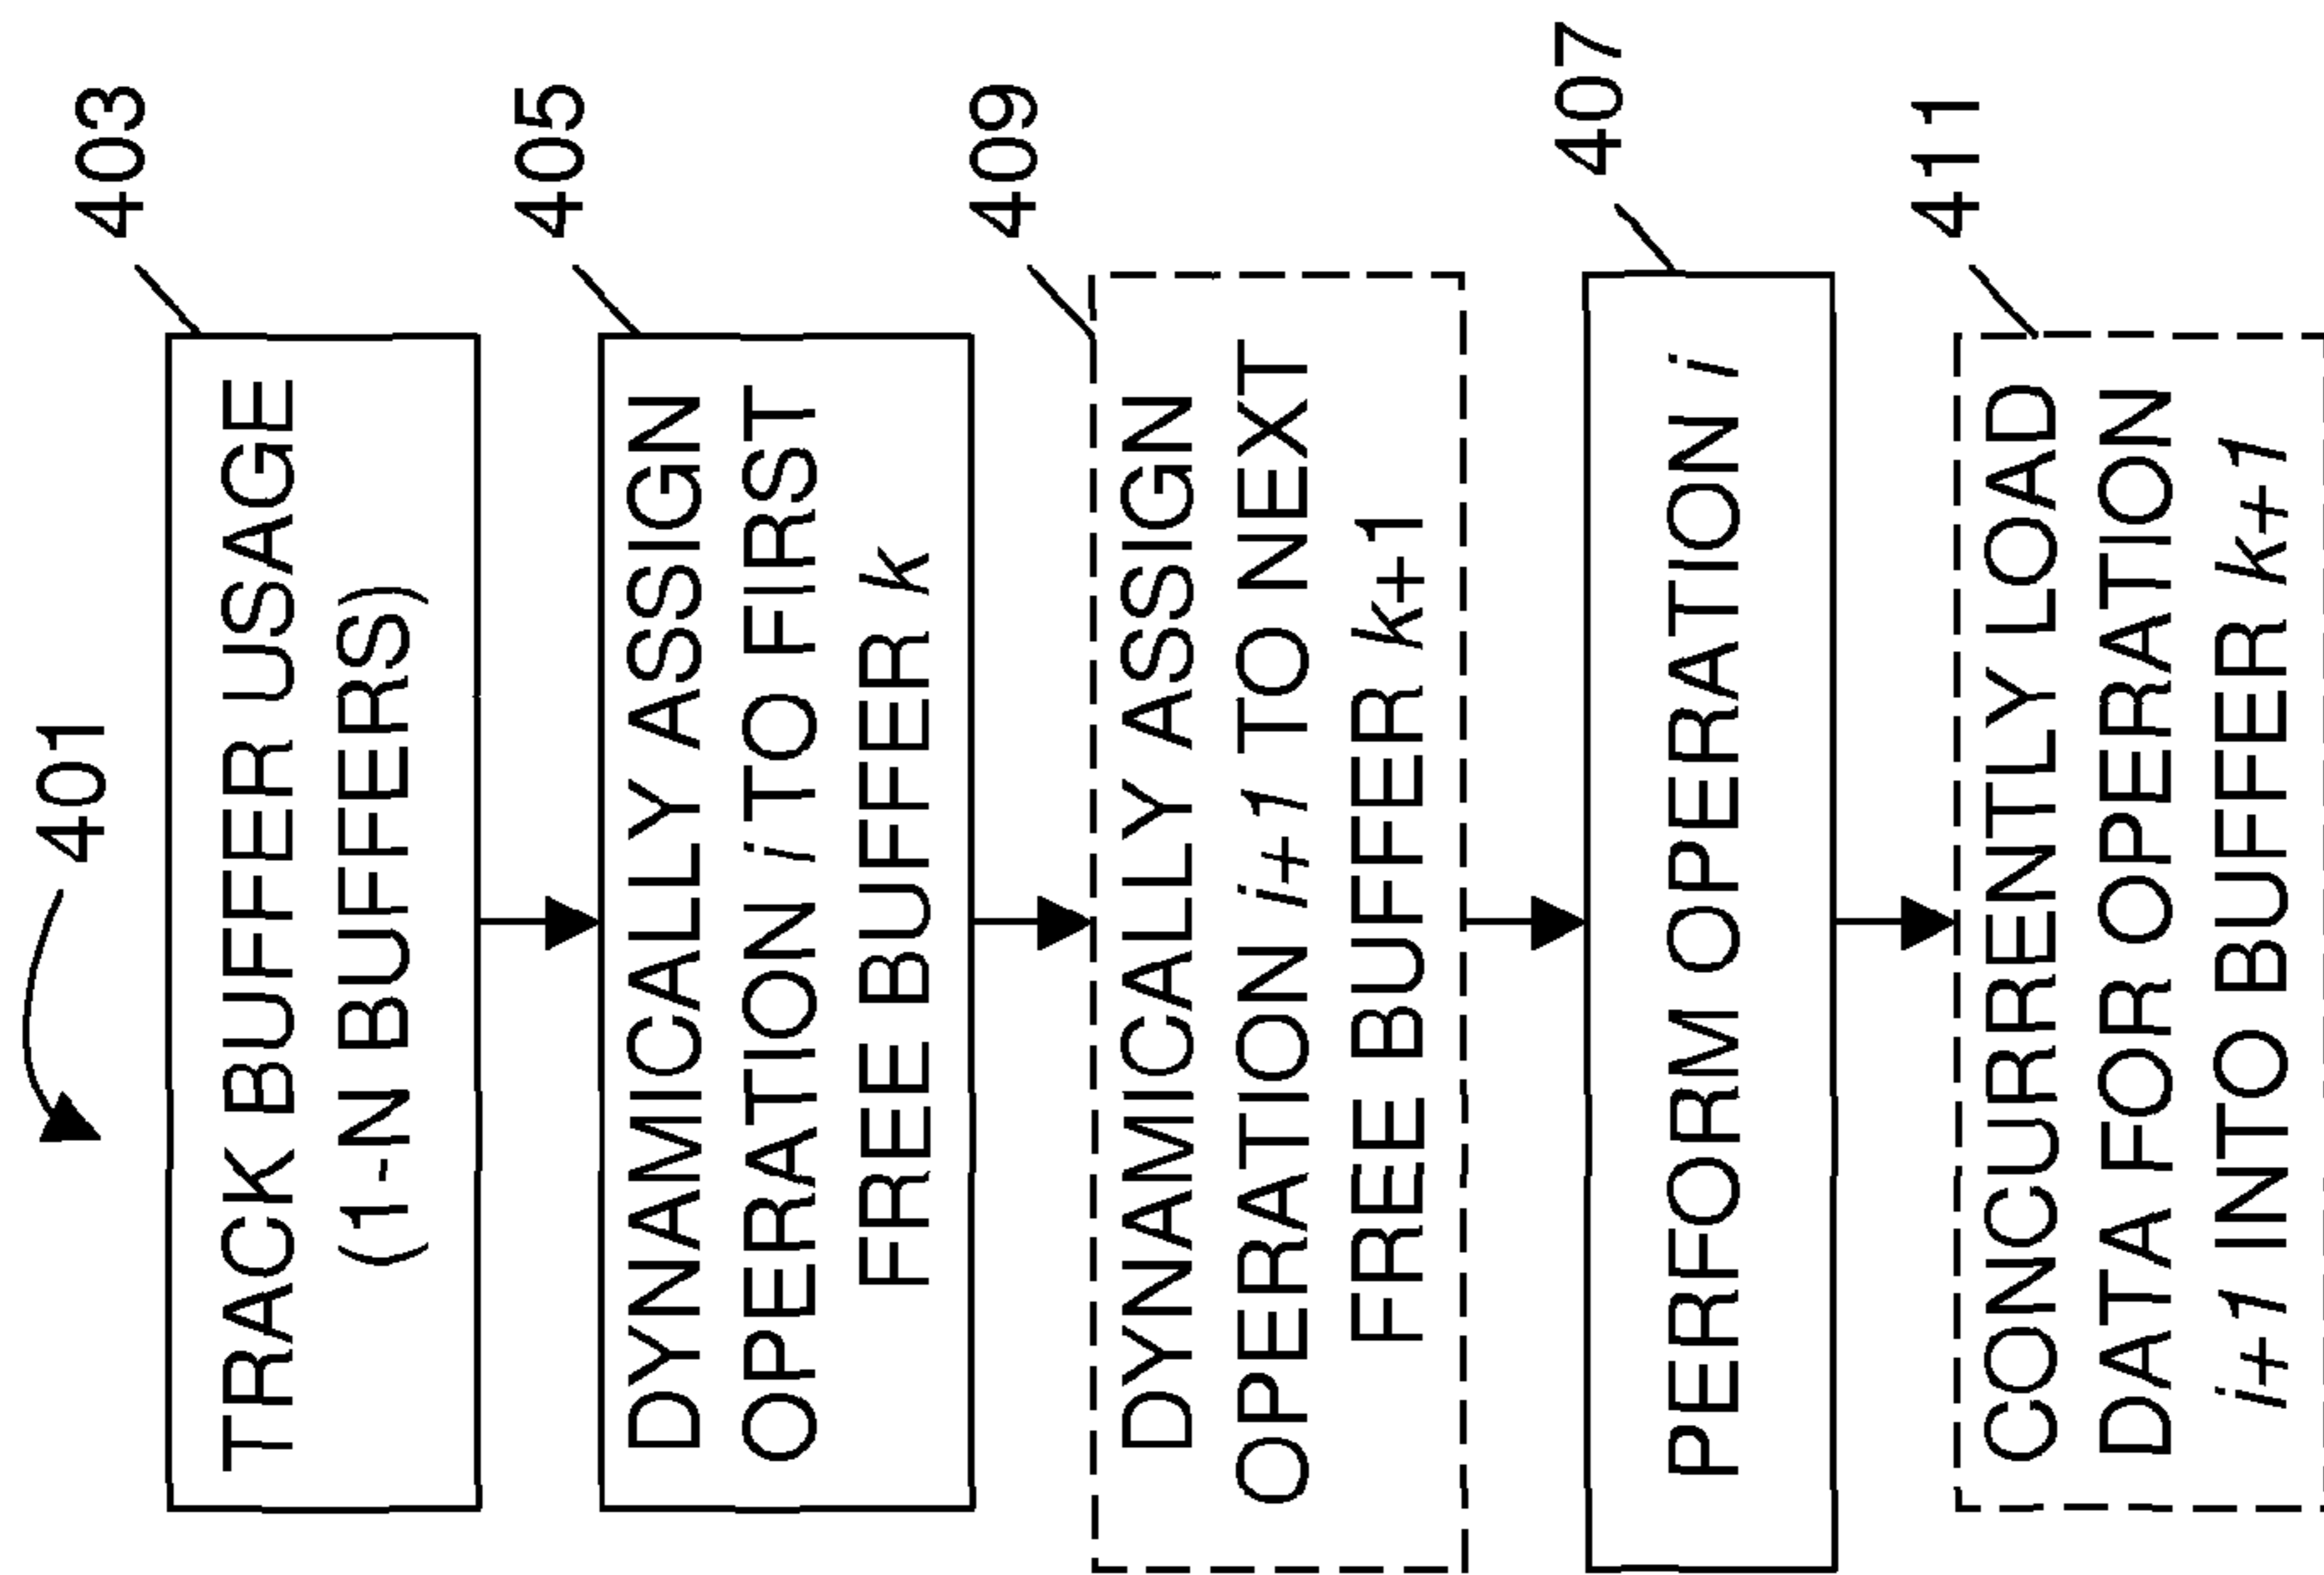 401
403
TRACK BUFFER USAGE
(1-N BUFFERS)
405
DYNAMICALLY ASSIGN
OPERATION i TO FIRST
FREE BUFFER k
409
DYNAMICALLY ASSIGN
OPERATION i+1 TO NEXT
FREE BUFFER k+1
407
PERFORM OPERATION i
411
CONCURRENTLY LOAD
DATA FOR OPERATION
i+1 INTO BUFFER k+1